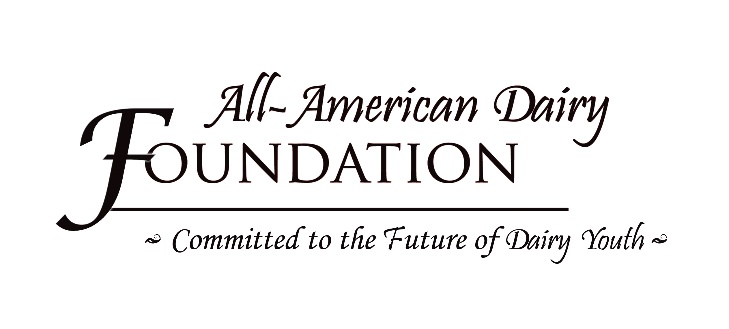 All-American Dairy
FOUNDATION
~ Committed to the Future of Dairy Youth ~